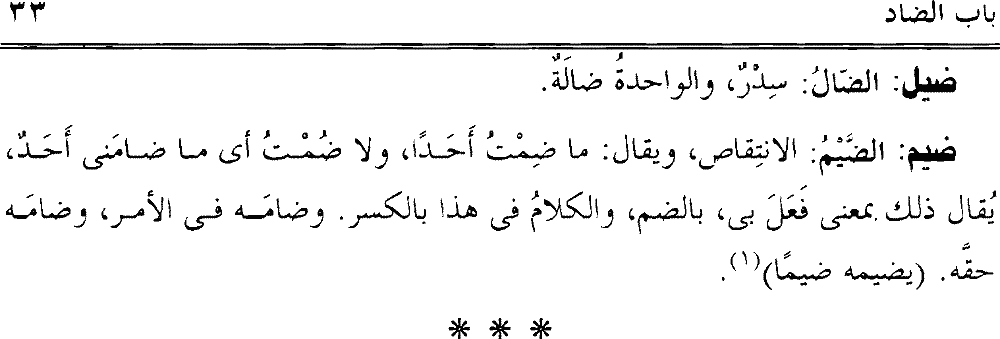 باب الضاد ٣٣
ضيل: الضّالُ: سِدْرٌ، والواحدةُ ضالَةٌ.
ضيم: الضَّيْمُ: الانتِقاص، ويقال: ما ضِمْتُ أَحَدًا، ولا ضُمْتُ أى ما ضامَنى أَحَدٌ،
يُقال ذلك بمعنى فَعَلَ بى، بالضم، والكلامُ فى هذا بالكسر. وضامَه فى الأمر، وضامَه
حقَّه. (يضيمه ضيمًا)(١).
* * *